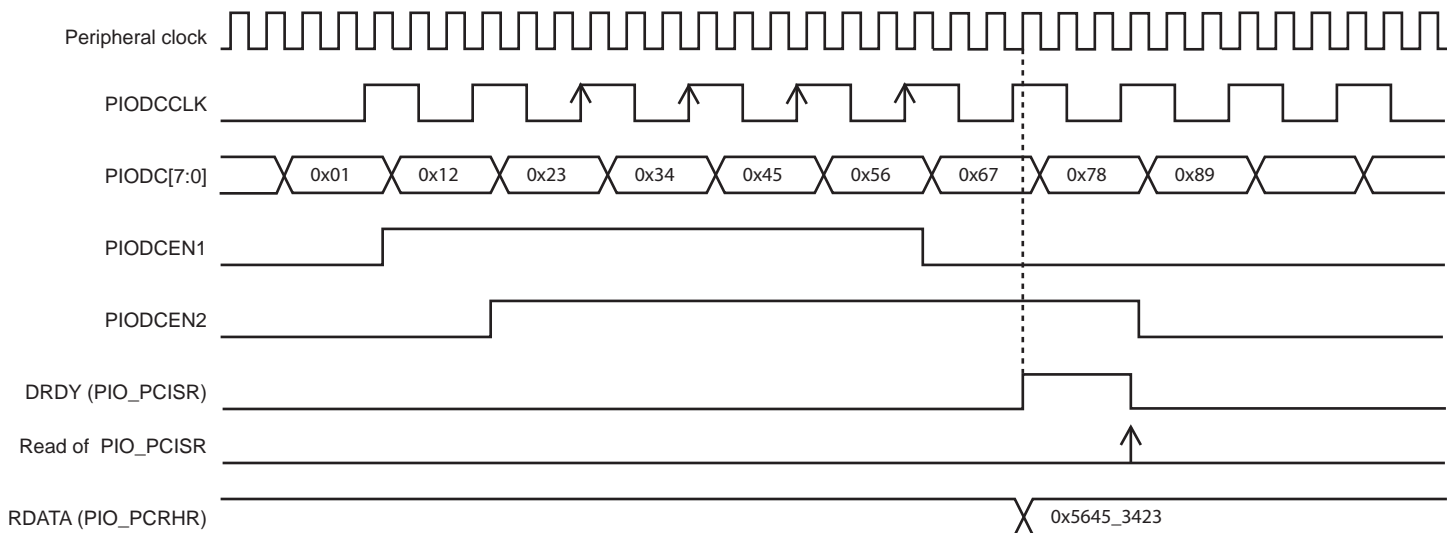 Peripheral clock
PIODCCLK
PIODC[7:0] 0x01 0x12 0x23 0x34 0x45 0x56 0x67 0x78 0x89
PIODCEN1
PIODCEN2
DRDY (PIO_PCISR)
Read of PIO_PCISR
RDATA (PIO_PCRHR) 0x5645_3423